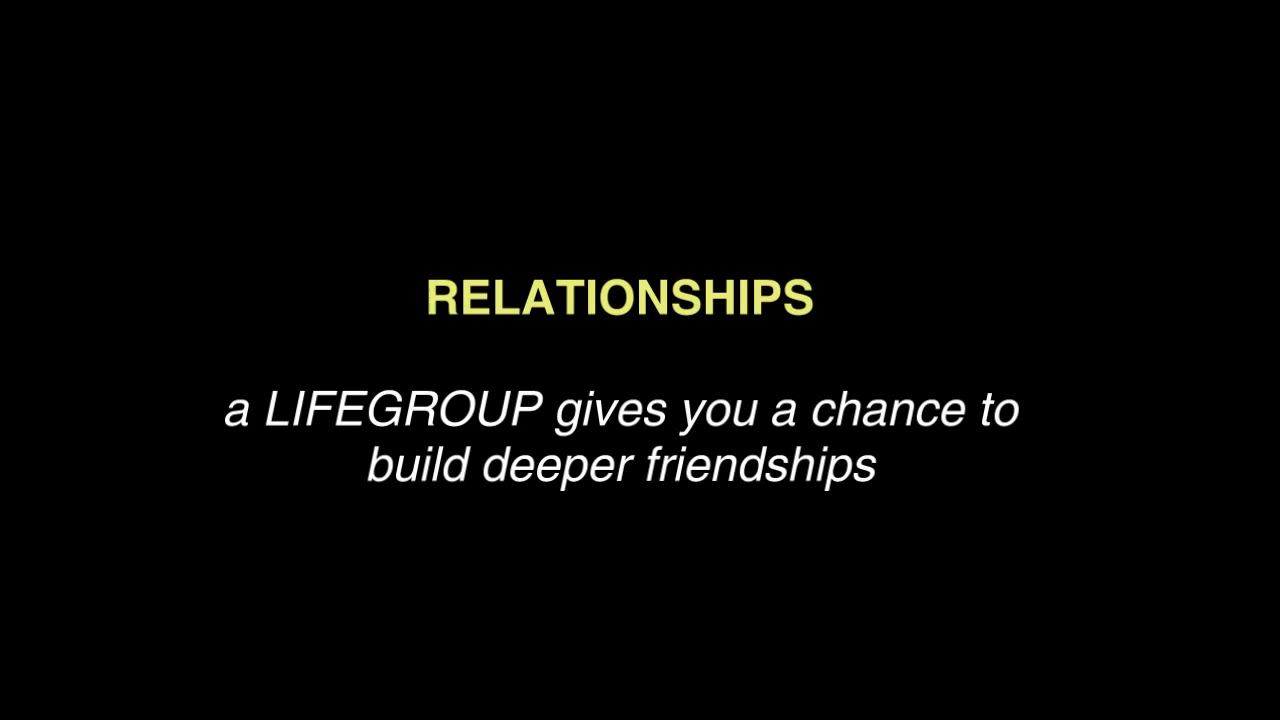 RELATIONSHIPS
a LIFEGROUP gives you a chance to
build deeper friendships